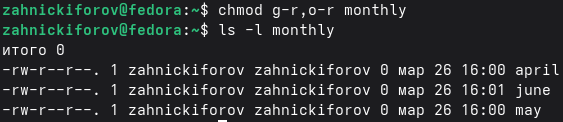 zahnickiforov@fedora:~$ chmod g-r,o-r monthly
zahnickiforov@fedora:~$ ls -l monthly
итого 0
-rw-r--r--. 1 zahnickiforov zahnickiforov 0 мар 26 16:00 april
-rw-r--r--. 1 zahnickiforov zahnickiforov 0 мар 26 16:01 june
-rw-r--r--. 1 zahnickiforov zahnickiforov 0 мар 26 16:00 may